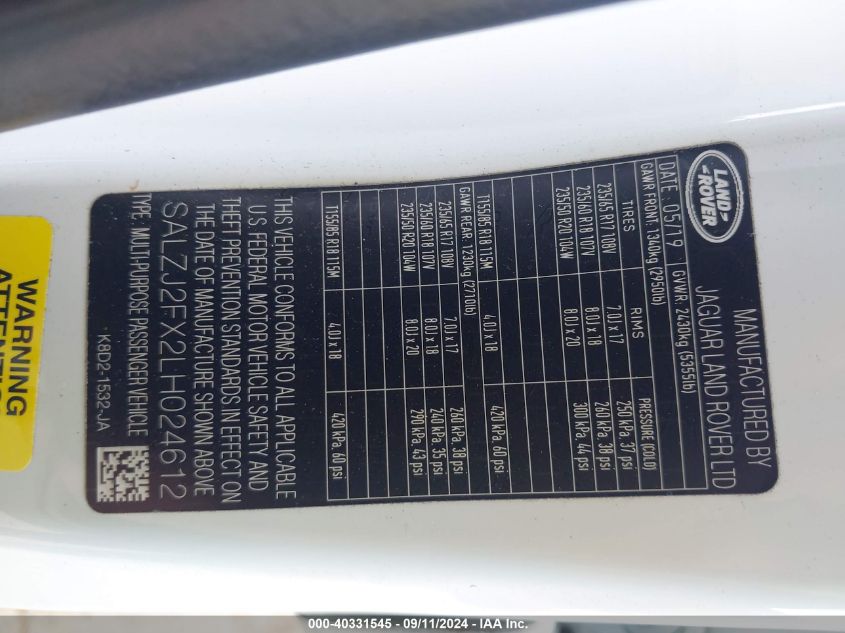 LAND
ROVER
MANUFACTURED BY
JAGUAR LAND ROVER LTD
DATE: 05/19 GVWR: 2430kg (5355lb)
GAWR FRONT: 1340kg (2950lb)
TIRES RIMS PRESSURE (COLD)
235/65 R17 108V 7.0J x 17 250 kPa, 37 psi
235/60 R18 107V 8.0J x 18 260 kPa, 38 psi
235/50 R20 104W 8.0J x 20 300 kPa, 44 psi
T155/85 R18 115M 4.0J x 18 420 kPa, 60 psi
GAWR REAR: 1230kg (2710lb)
235/65 R17 108V 7.0J x 17 260 kPa, 38 psi
235/60 R18 107V 8.0J x 18 240 kPa, 35 psi
235/50 R20 104W 8.0J x 20 290 kPa, 43 psi
T155/85 R18 115M 4.0J x 18 420 kPa, 60 psi
THIS VEHICLE CONFORMS TO ALL APPLICABLE
U.S. FEDERAL MOTOR VEHICLE SAFETY AND
THEFT PREVENTION STANDARDS IN EFFECT ON
THE DATE OF MANUFACTURE SHOWN ABOVE
SALZJ2FX2LH024612
TYPE: MULTI-PURPOSE PASSENGER VEHICLE
K8D2-1532-JA
WARNING
000-40331545 - 09/11/2024 - IAA Inc.